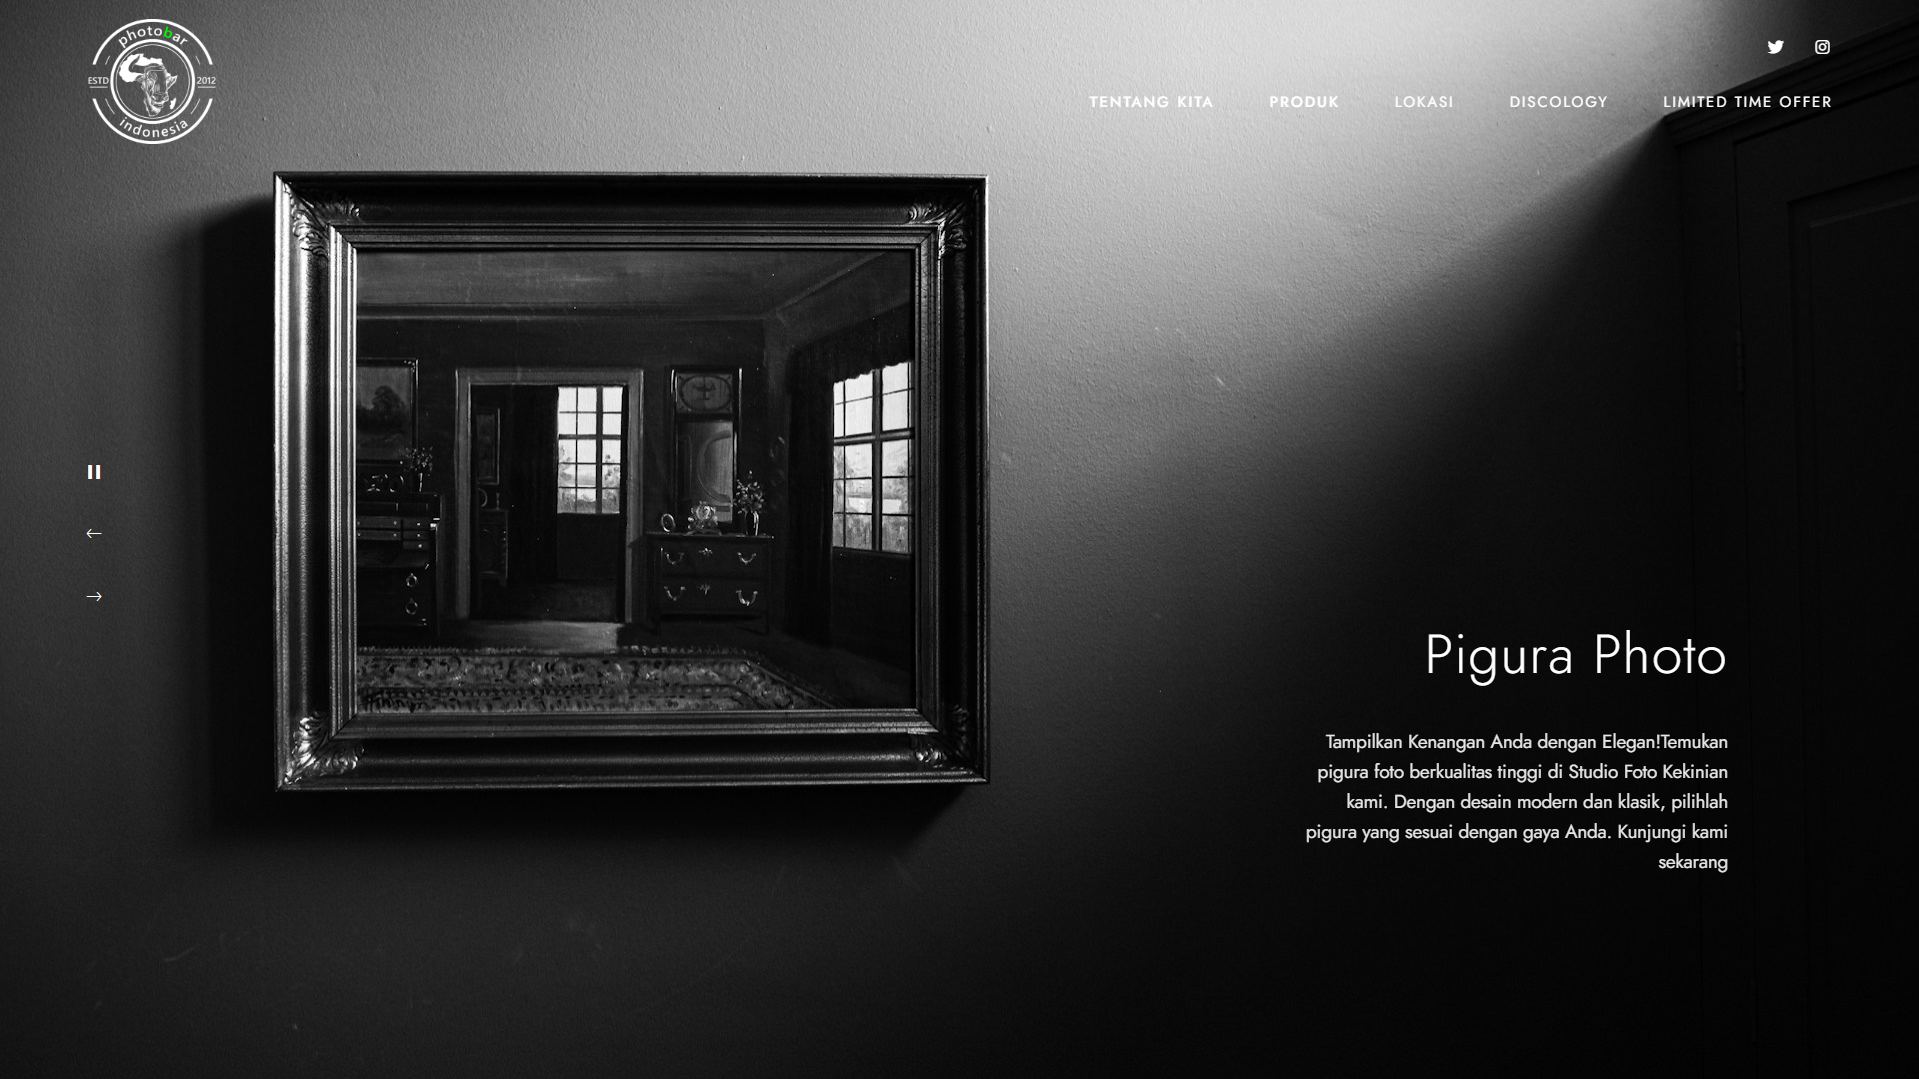 photobar
ESTD
2012
indonesia
TENTANG KITA
PRODUK
LOKASI
DISCOLOGY
LIMITED TIME OFFER
Pigura Photo
Tampilkan Kenangan Anda dengan Elegan!Temukan
pigura foto berkualitas tinggi di Studio Foto Kekinian
kami. Dengan desain modern dan klasik, pilihlah
pigura yang sesuai dengan gaya Anda. Kunjungi kami
sekarang